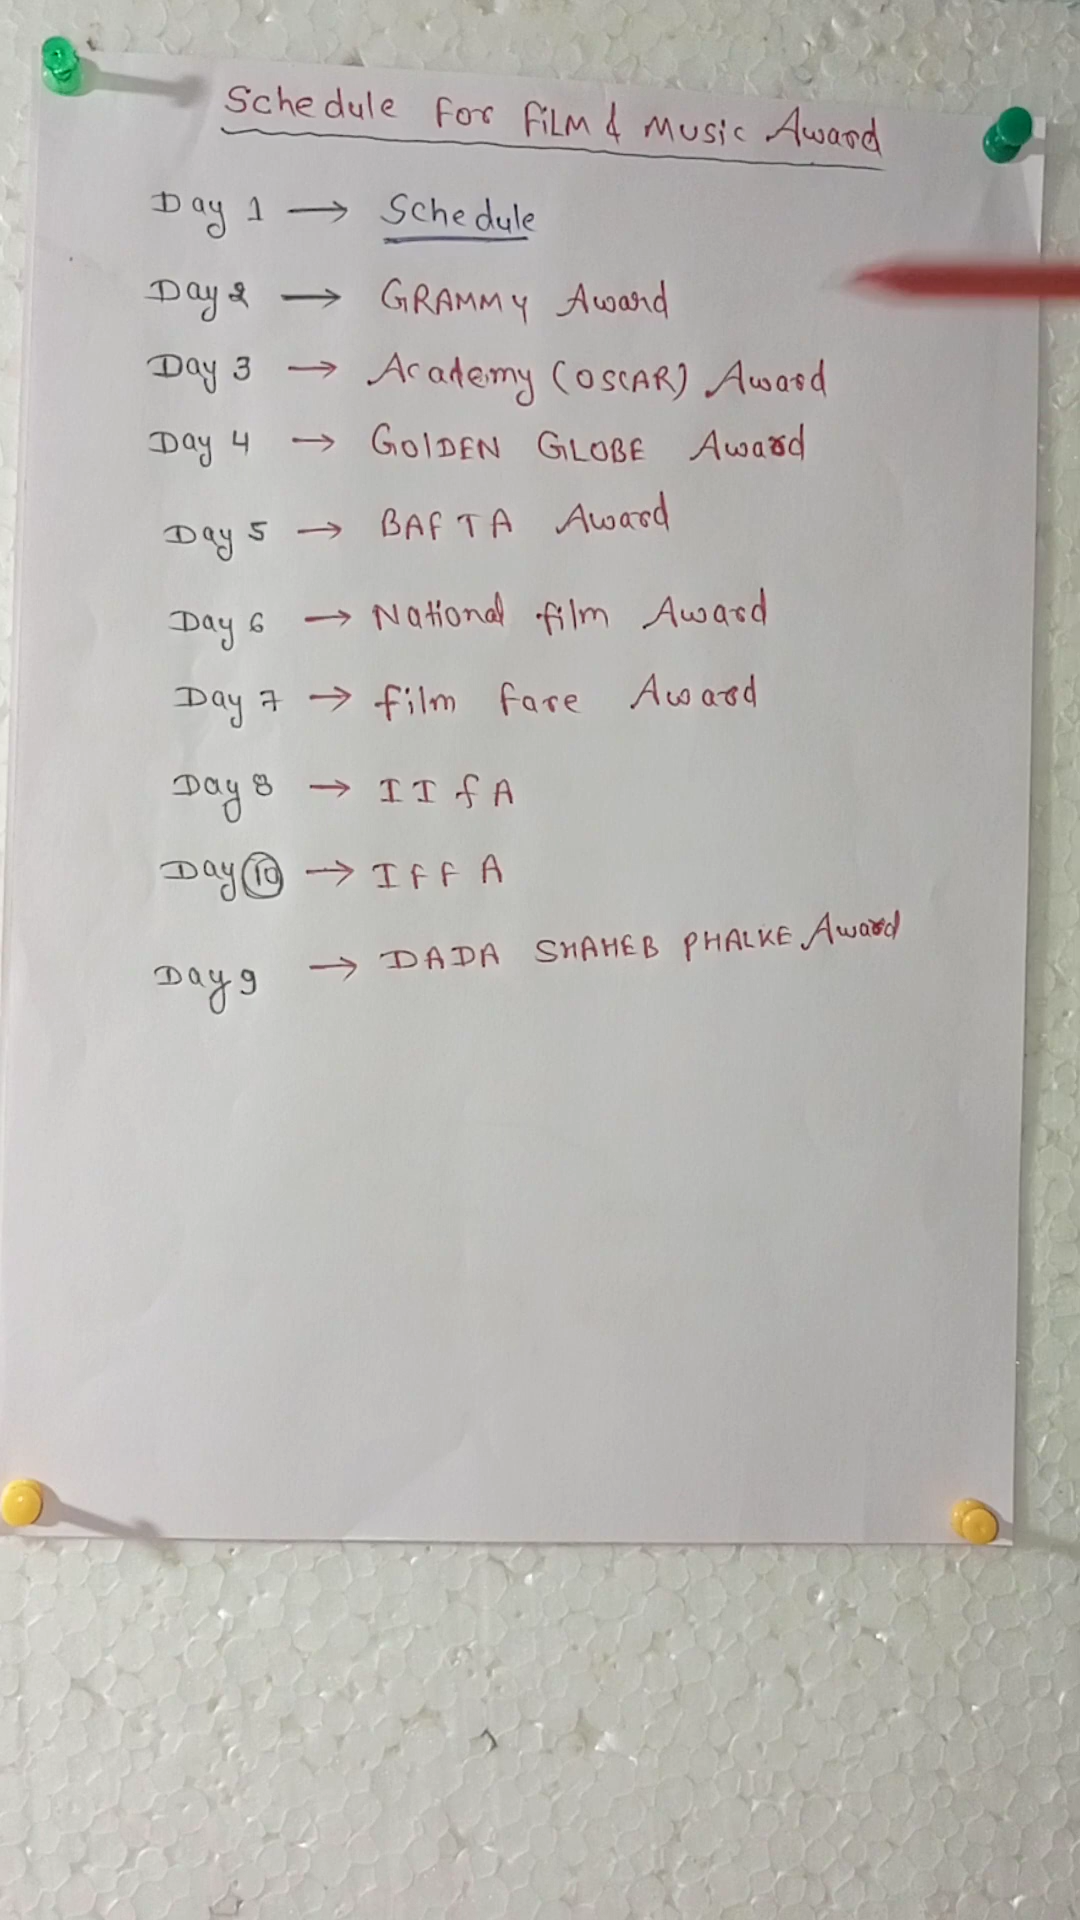 Schedule For FiLM & Music Award
Day 1 → Schedule
Day 2 → GRAMMY Award
Day 3 → Academy (OSCAR) Award
Day 4 → GolDEN GLOBE Award
Day 5 → BAFTA Award
Day 6 → National film Award
Day 7 → film fare Award
Day 8 → IIfA
Day 10 → IFFA
Day 9 → DADA SHAHEB PHALKE Award